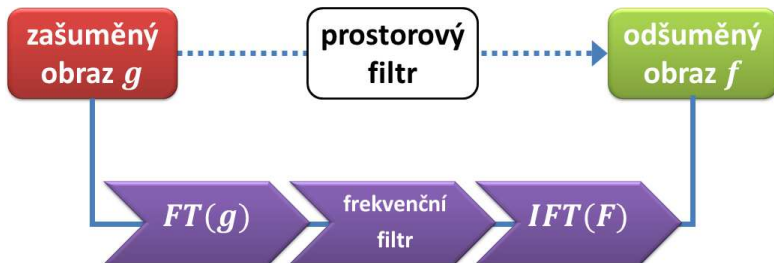 zašuměný
obraz g
prostorový
filtr
odšuměný
obraz f
FT(g)
frekvenční
filtr
IFT(F)